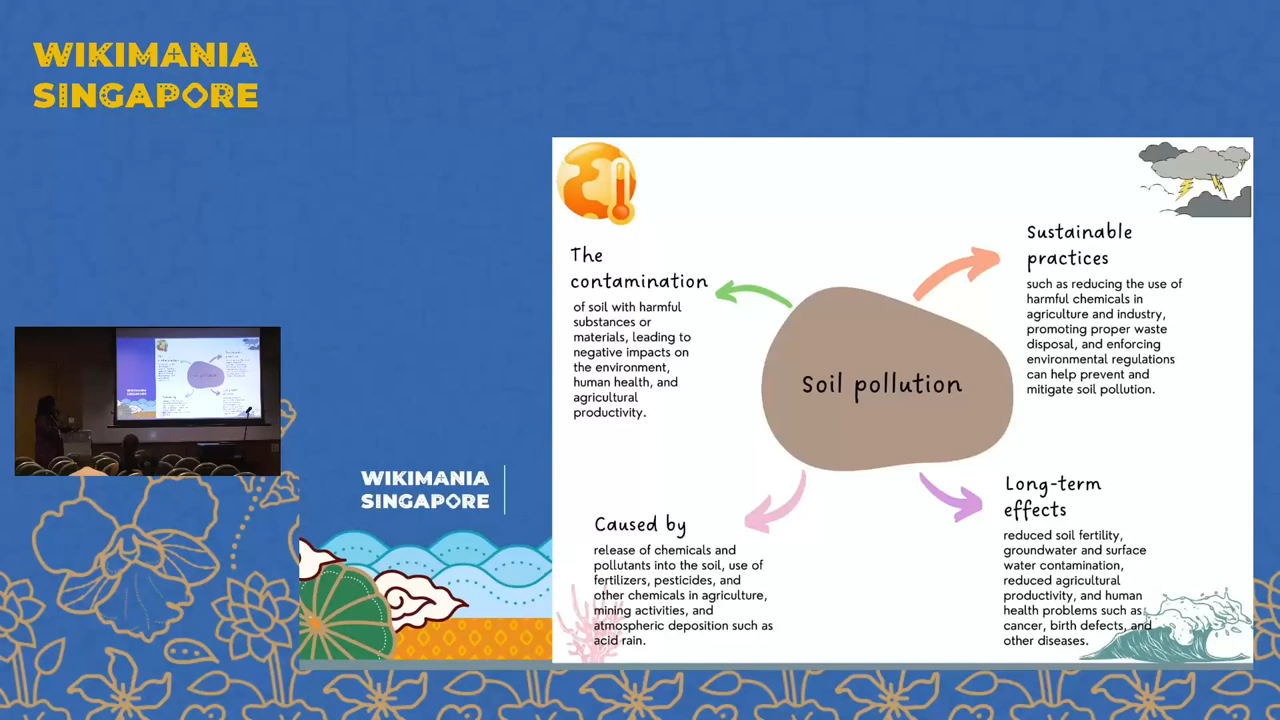 WIKIMANIA
SINGAPORE
The
contamination
of soil with harmful
substances or
materials, leading to
negative impacts on
the environment,
human health, and
agricultural
productivity.
Sustainable
practices
such as reducing the use of
harmful chemicals in
agriculture and industry,
promoting proper waste
disposal, and enforcing
environmental regulations
can help prevent and
mitigate soil pollution.
Soil pollution
WIKIMANIA
SINGAPORE
Caused by
release of chemicals and
pollutants into the soil, use of
fertilizers, pesticides, and
other chemicals in agriculture,
mining activities, and
atmospheric deposition such as
acid rain.
Long-term
effects
reduced soil fertility,
groundwater and surface
water contamination,
reduced agricultural
productivity, and human
health problems such as
cancer, birth defects, and
other diseases.